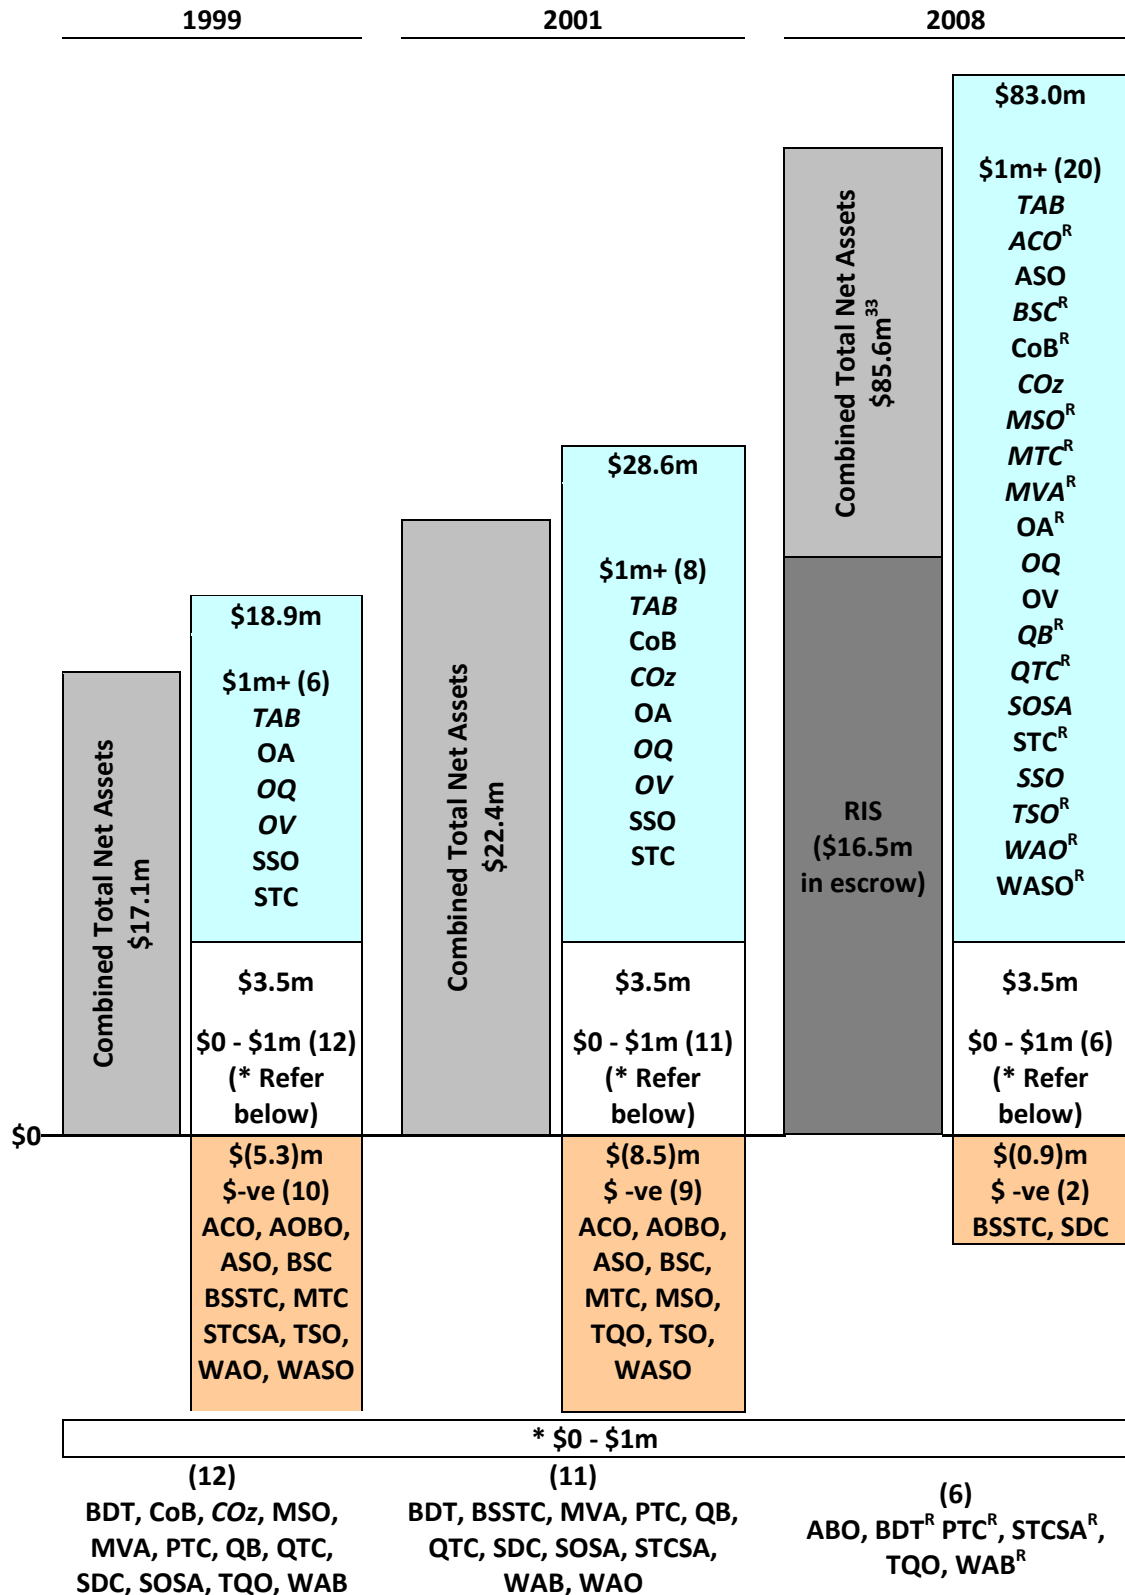 1999
2001
2008
Combined Total Net Assets
$17.1m
$18.9m
$1m+ (6)
TAB
OA
OQ
OV
SSO
STC
$3.5m
$0 - $1m (12)
(* Refer
below)
$0
$(5.3)m
$-ve (10)
ACO, AOBO,
ASO, BSC
BSSTC, MTC
STCSA, TSO,
WAO, WASO
Combined Total Net Assets
$22.4m
$28.6m
$1m+ (8)
TAB
CoB
COz
OA
OQ
OV
SSO
STC
$3.5m
$0 - $1m (11)
(* Refer
below)
$(8.5)m
$ -ve (9)
ACO, AOBO,
ASO, BSC,
MTC, MSO,
TQO, TSO,
WASO
Combined Total Net Assets
$85.6m33
RIS
($16.5m
in escrow)
$83.0m
$1m+ (20)
TAB
ACOR
ASO
BSCR
CoBR
COz
MSOR
MTCR
MVAR
OAR
OQ
OV
QBR
QTCR
SOSA
STCR
SSO
TSOR
WAOR
WASOR
$3.5m
$0 - $1m (6)
(* Refer
below)
$(0.9)m
$ -ve (2)
BSSTC, SDC
* $0 - $1m
(12)
BDT, CoB, COz, MSO,
MVA, PTC, QB, QTC,
SDC, SOSA, TQO, WAB
(11)
BDT, BSSTC, MVA, PTC, QB,
QTC, SDC, SOSA, STCSA,
WAB, WAO
(6)
ABO, BDTR PTCR, STCSAR,
TQO, WABR